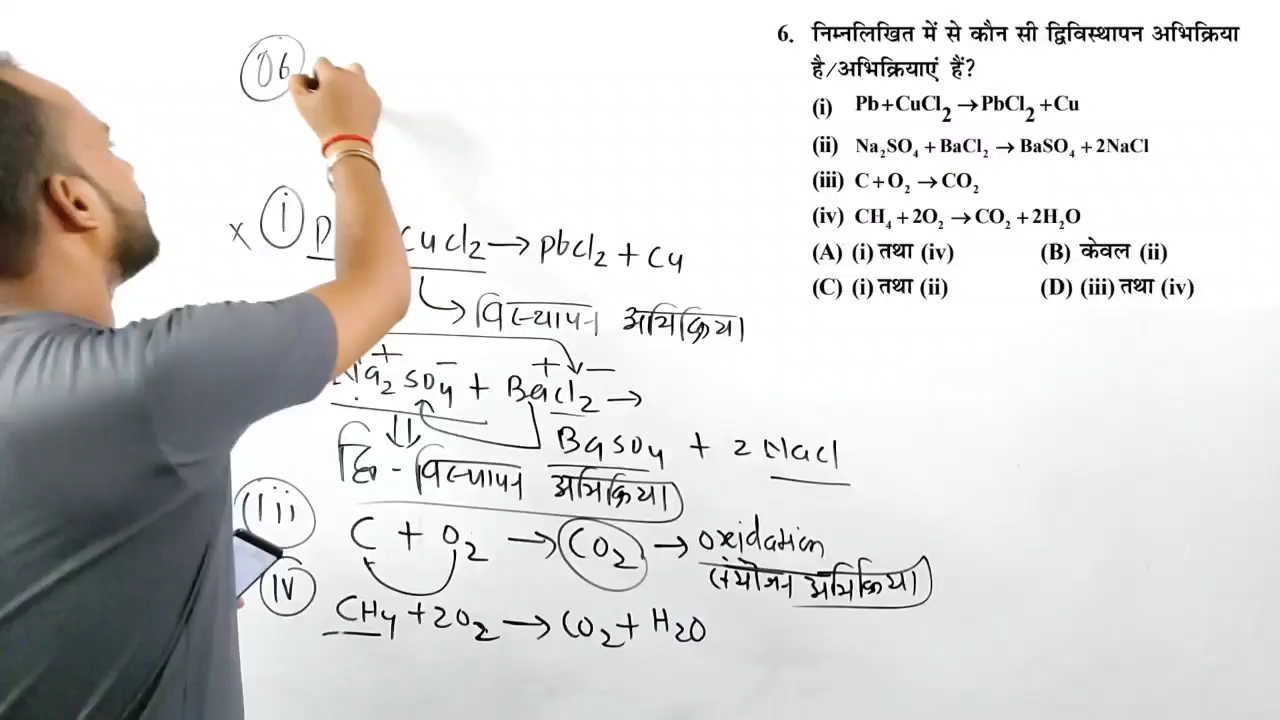 6. निम्नलिखित में से कौन सी द्विविस्थापन अभिक्रिया
है/अभिक्रियाएं हैं?
(i) Pb+CuCl₂→PbCl₂+Cu
(ii) Na₂SO₄+BaCl₂→BaSO₄+2NaCl
(iii) C+O₂→CO₂
(iv) CH₄+2O₂→CO₂+2H₂O
(A) (i) तथा (iv) (B) केवल (ii)
(C) (i) तथा (ii) (D) (iii) तथा (iv)
06
× (i) CuCl₂ → PbCl₂ + Cu
विस्थापन अभिक्रिया
+ − + −
Na₂SO₄ + BaCl₂ →
BaSO₄ + 2 NaCl
द्वि - विस्थापन अभिक्रिया
(iii) C + O₂ → CO₂ → oxidation
संयोजन अभिक्रिया
iv CH₄ + 2O₂ → CO₂ + H₂O